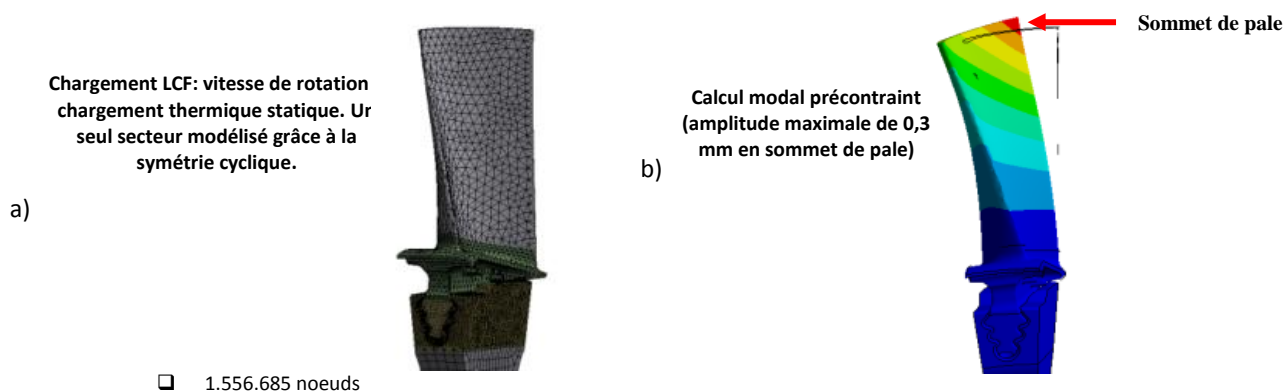 Chargement LCF: vitesse de rotation
chargement thermique statique. Un
seul secteur modélisé grâce à la
symétrie cyclique.
a)
1.556.685 noeuds
Sommet de pale
Calcul modal précontraint
(amplitude maximale de 0,3
mm en sommet de pale)
b)